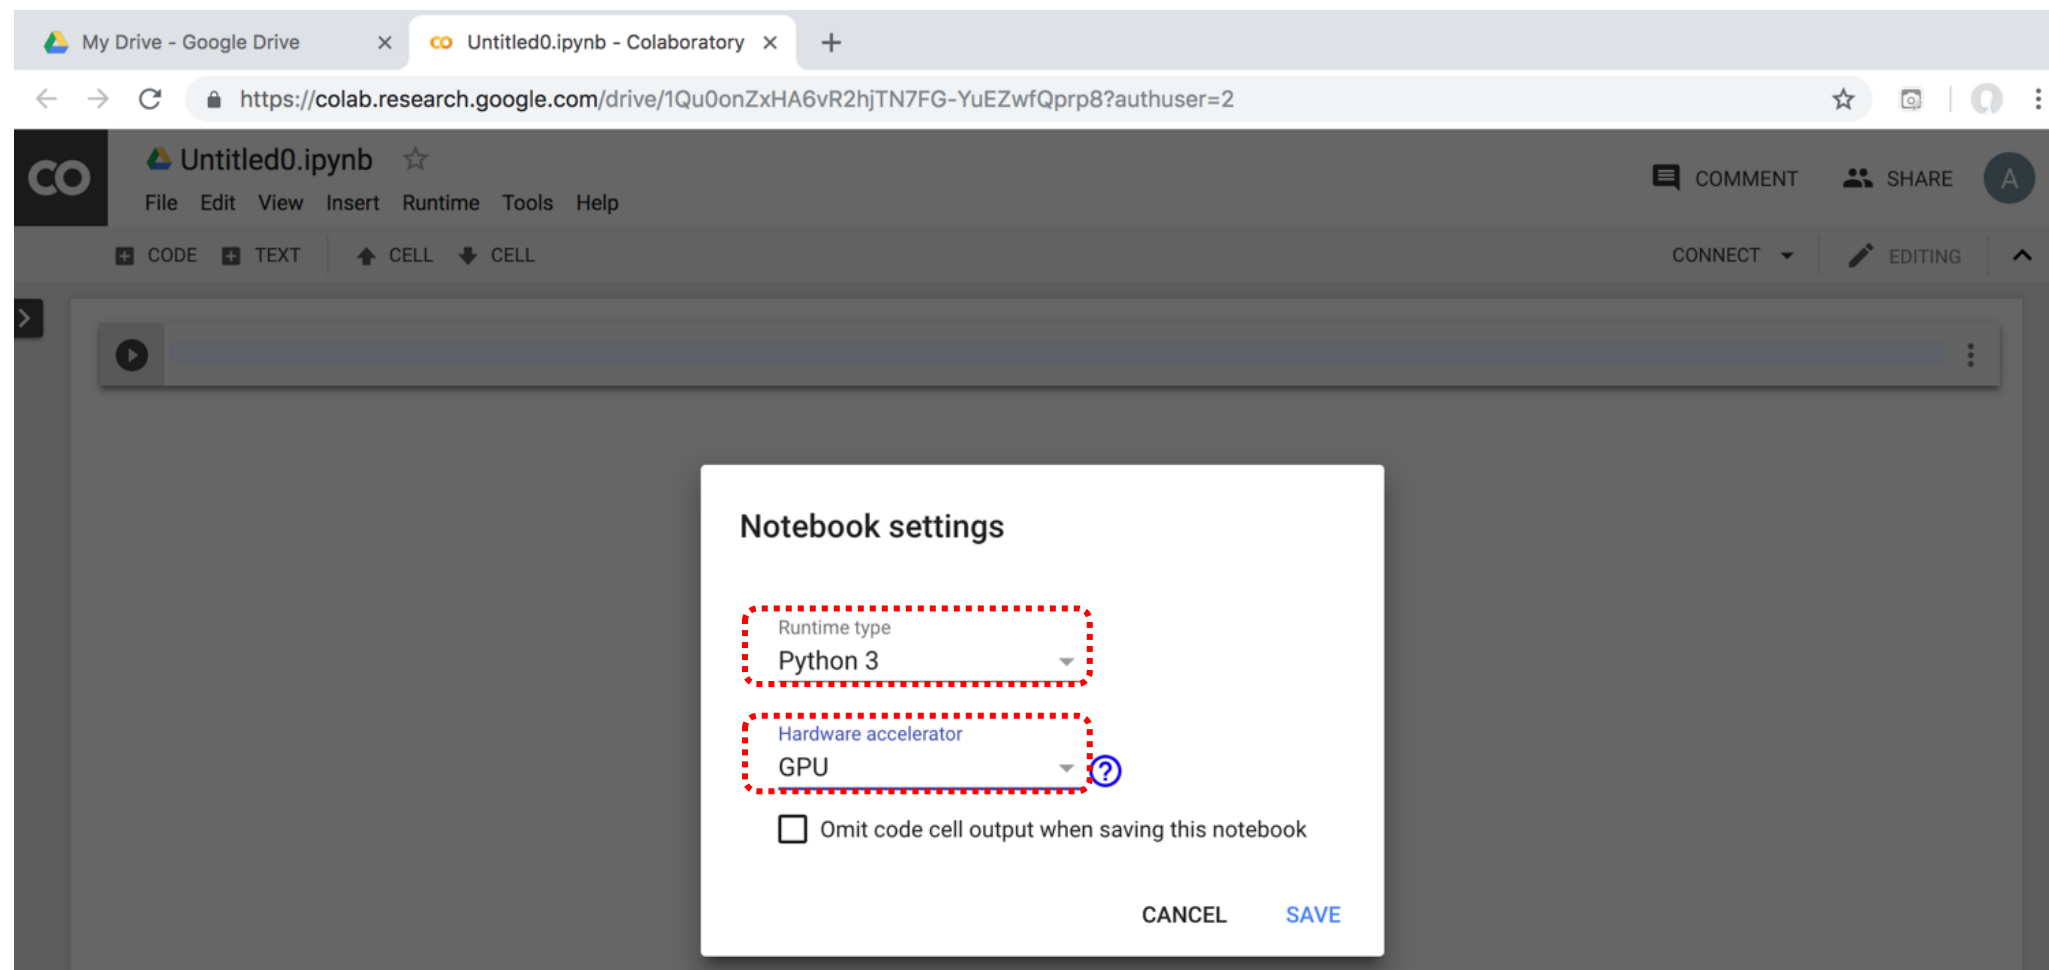 My Drive - Google Drive
Untitled0.ipynb - Colaboratory
https://colab.research.google.com/drive/1Qu0onZxHA6vR2hjTN7FG-YuEZwfQprp8?authuser=2
CO Untitled0.ipynb
COMMENT SHARE A
File Edit View Insert Runtime Tools Help
CODE TEXT CELL CELL CONNECT EDITING
Notebook settings
Runtime type
Python 3
Hardware accelerator
GPU ?
Omit code cell output when saving this notebook
CANCEL SAVE